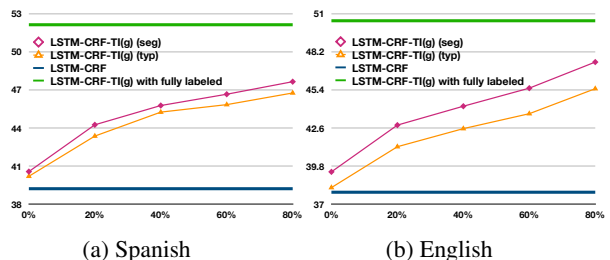 53
50
47
44
41
38
LSTM-CRF-TI(g) (seg)
LSTM-CRF-TI(g) (typ)
LSTM-CRF
LSTM-CRF-TI(g) with fully labeled
0% 20% 40% 60% 80%
(a) Spanish
51
48.2
45.4
42.6
39.8
37
LSTM-CRF-TI(g) (seg)
LSTM-CRF-TI(g) (typ)
LSTM-CRF
LSTM-CRF-TI(g) with fully labeled
0% 20% 40% 60% 80%
(b) English